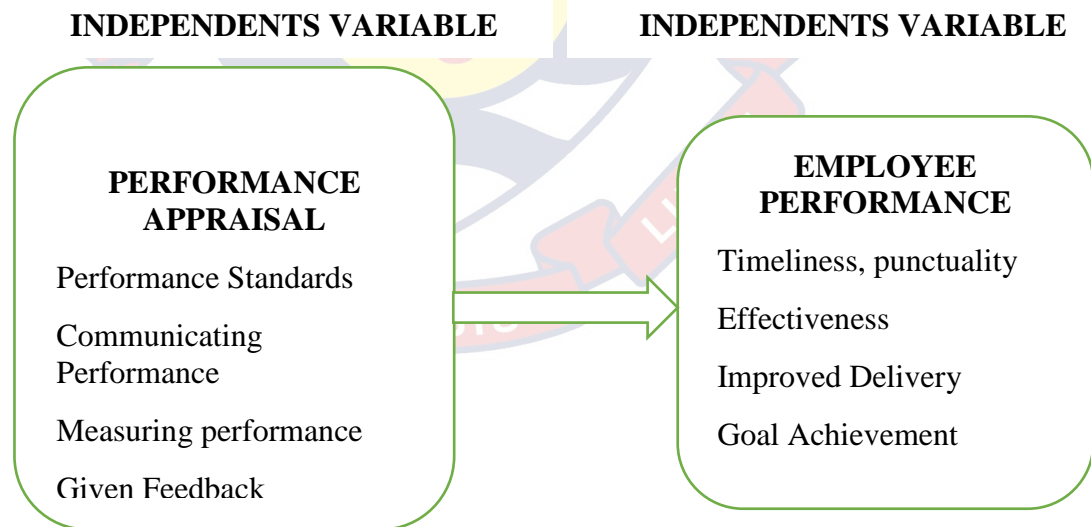 INDEPENDENTS VARIABLE
INDEPENDENTS VARIABLE
PERFORMANCE
APPRAISAL
Performance Standards
Communicating
Performance
Measuring performance
Given Feedback
EMPLOYEE
PERFORMANCE
Timeliness, punctuality
Effectiveness
Improved Delivery
Goal Achievement